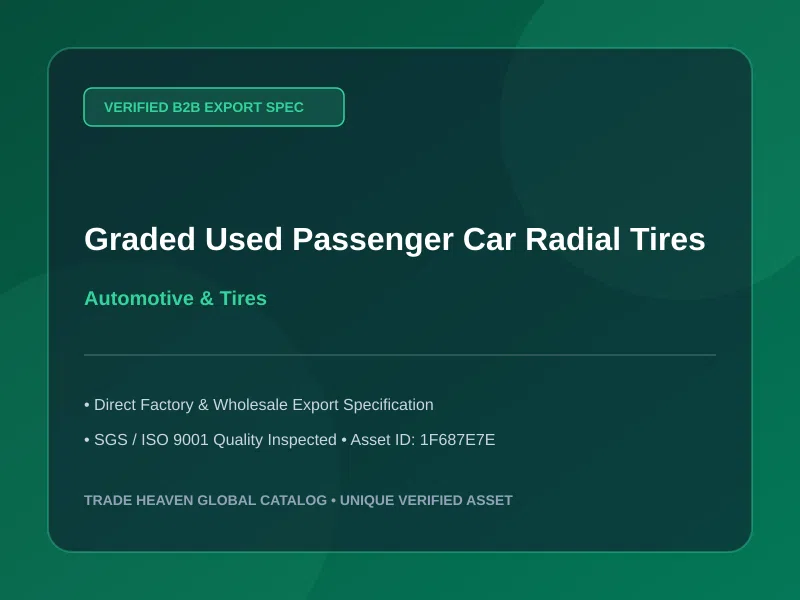 VERIFIED B2B EXPORT SPEC
Graded Used Passenger Car Radial Tires
Automotive & Tires
• Direct Factory & Wholesale Export Specification
• SGS / ISO 9001 Quality Inspected • Asset ID: 1F687E7E
TRADE HEAVEN GLOBAL CATALOG • UNIQUE VERIFIED ASSET